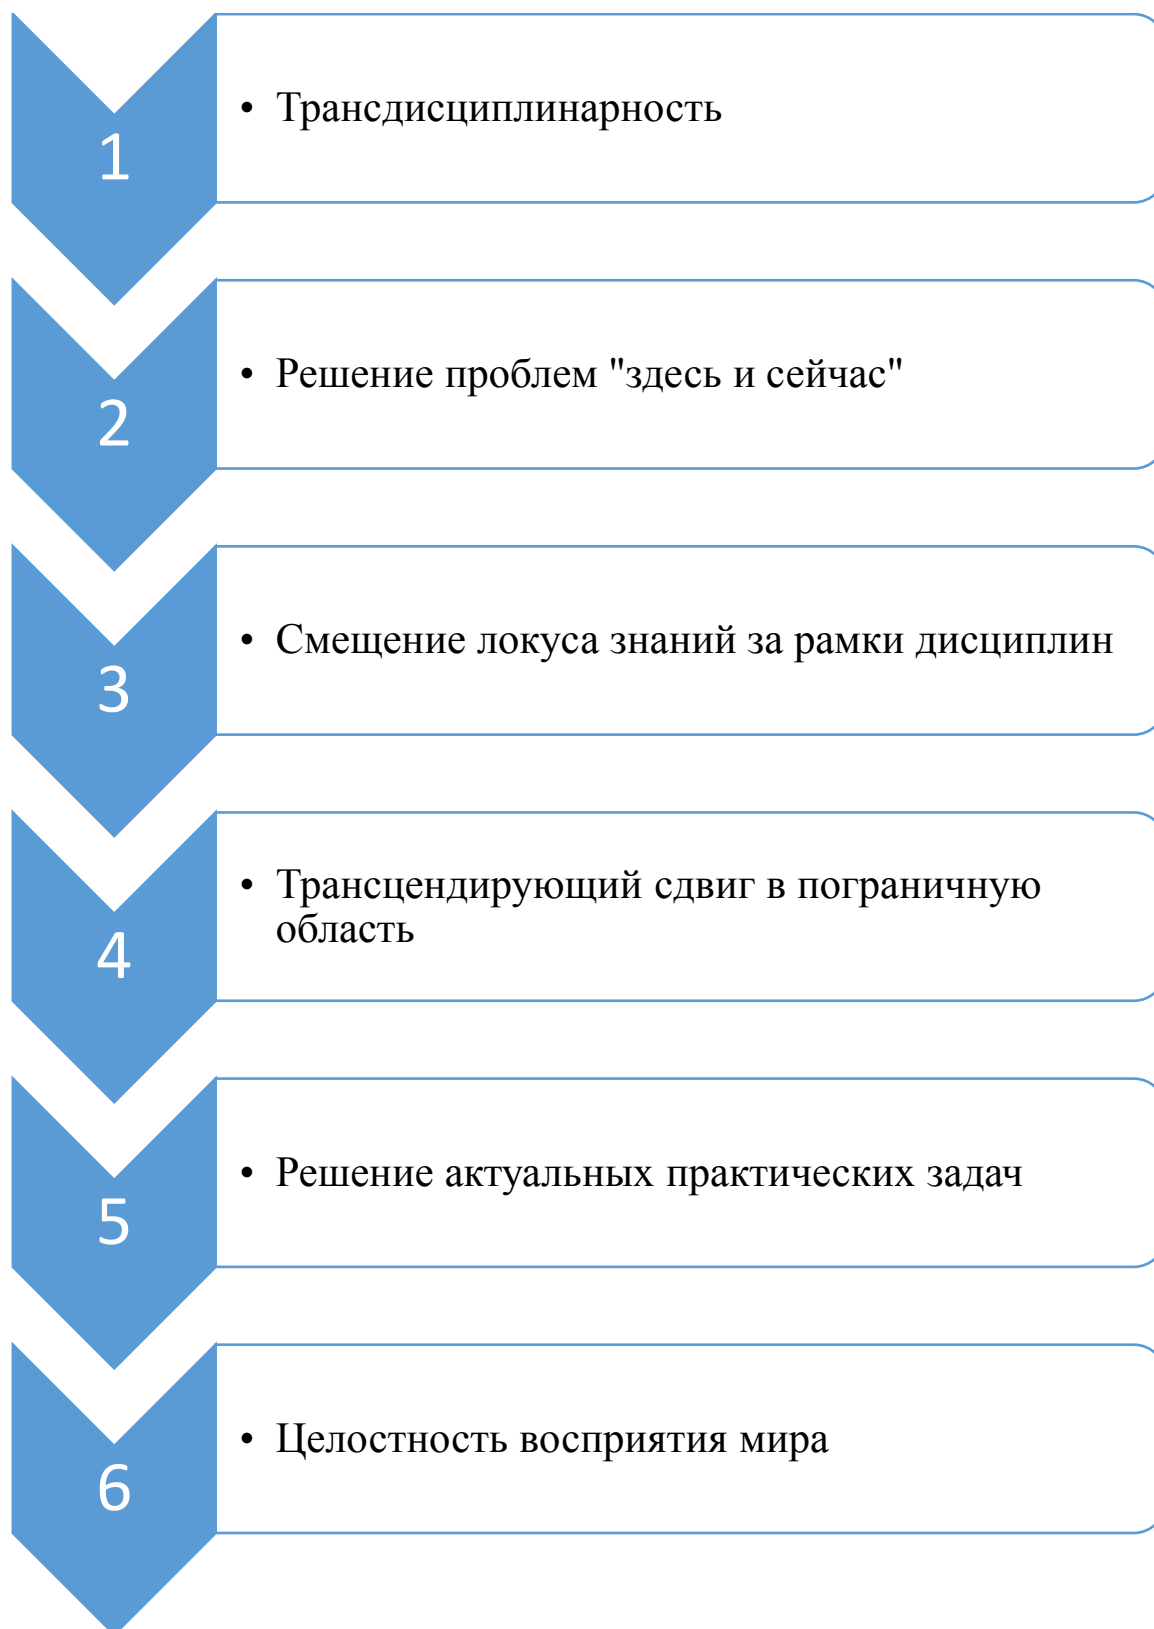 1
• Трансдисциплинарность
2
• Решение проблем "здесь и сейчас"
3
• Смещение локуса знаний за рамки дисциплин
4
• Трансцендирующий сдвиг в пограничную
область
5
• Решение актуальных практических задач
6
• Целостность восприятия мира